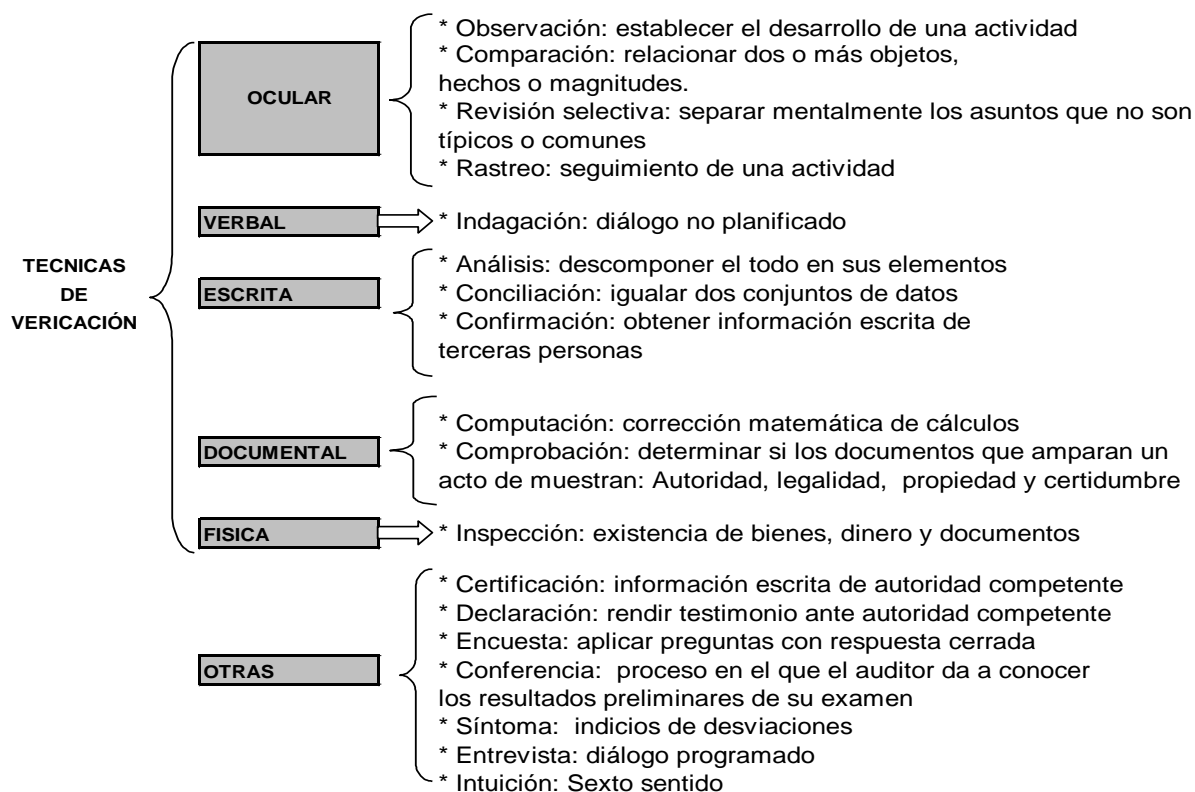 TECNICAS
DE
VERICACIÓN
OCULAR
* Observación: establecer el desarrollo de una actividad
* Comparación: relacionar dos o más objetos,
hechos o magnitudes.
* Revisión selectiva: separar mentalmente los asuntos que no son
típicos o comunes
* Rastreo: seguimiento de una actividad
VERBAL
* Indagación: diálogo no planificado
ESCRITA
* Análisis: descomponer el todo en sus elementos
* Conciliación: igualar dos conjuntos de datos
* Confirmación: obtener información escrita de
terceras personas
DOCUMENTAL
* Computación: corrección matemática de cálculos
* Comprobación: determinar si los documentos que amparan un
acto de muestran: Autoridad, legalidad,  propiedad y certidumbre
FISICA
* Inspección: existencia de bienes, dinero y documentos
OTRAS
* Certificación: información escrita de autoridad competente
* Declaración: rendir testimonio ante autoridad competente
* Encuesta: aplicar preguntas con respuesta cerrada
* Conferencia:  proceso en el que el auditor da a conocer
los resultados preliminares de su examen
* Síntoma:  indicios de desviaciones
* Entrevista: diálogo programado
* Intuición: Sexto sentido